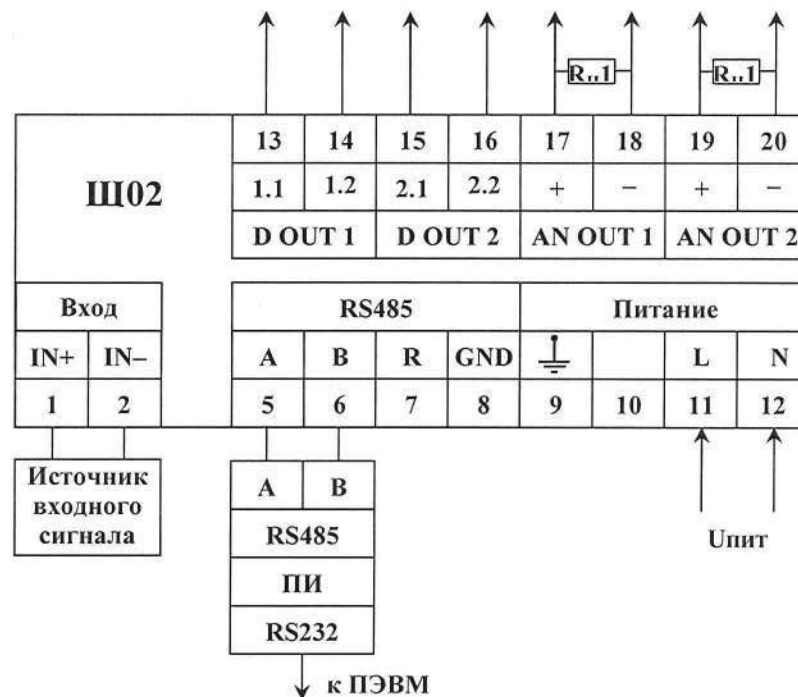 Rн1 Rн1
13 14 15 16 17 18 19 20
Щ02
1.1 1.2 2.1 2.2 + − + −
D OUT 1 D OUT 2 AN OUT 1 AN OUT 2
Вход RS485 Питание
IN+ IN− A B R GND L N
1 2 5 6 7 8 9 10 11 12
Источник
входного
сигнала
A B
RS485
Uпит
ПИ
RS232
к ПЭВМ